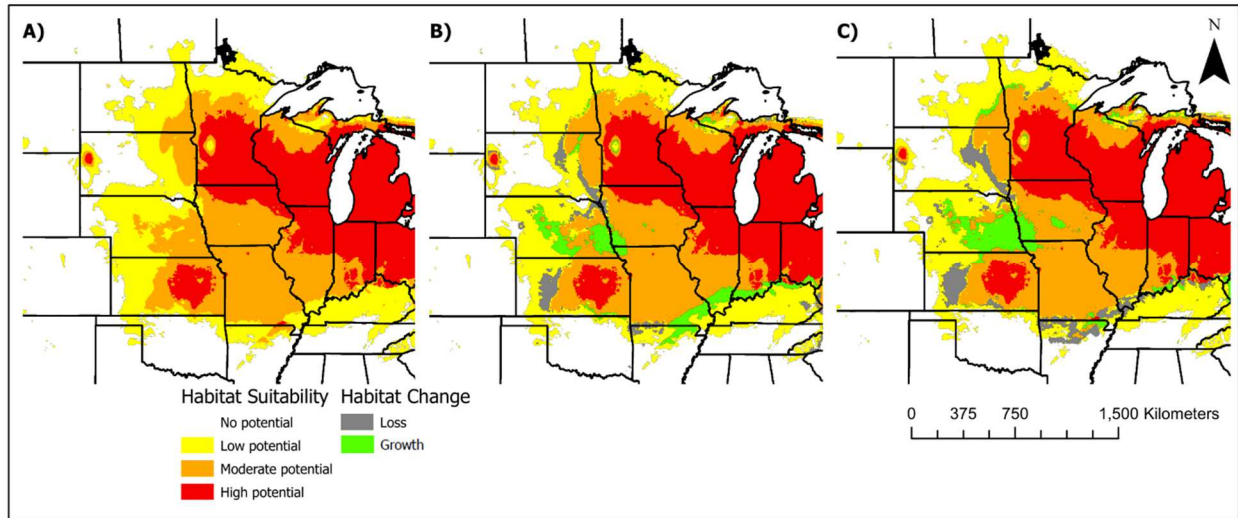 A)
B)
C)
N
Habitat Suitability
No potential
Low potential
Moderate potential
High potential
Habitat Change
Loss
Growth
0 375 750 1,500 Kilometers